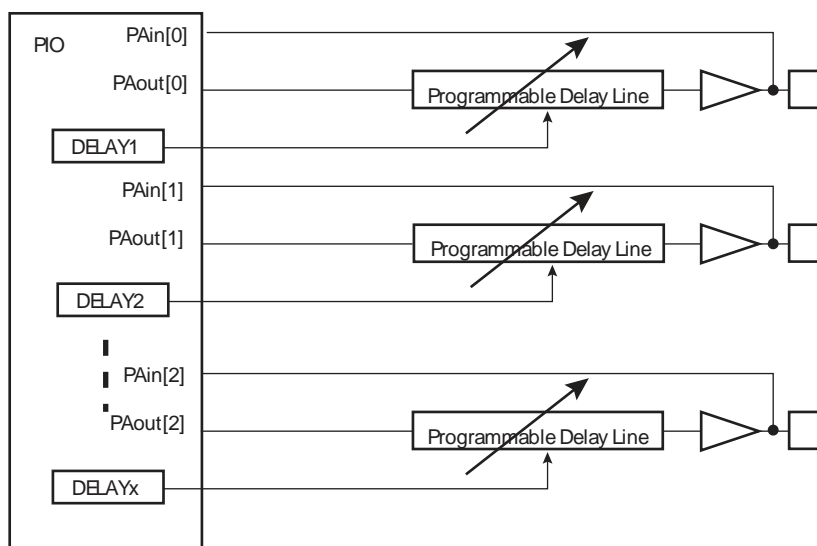 PIO
PAin[0]
PAout[0]
Programmable Delay Line
DELAY1
PAin[1]
PAout[1]
Programmable Delay Line
DELAY2
PAin[2]
PAout[2]
Programmable Delay Line
DELAYx